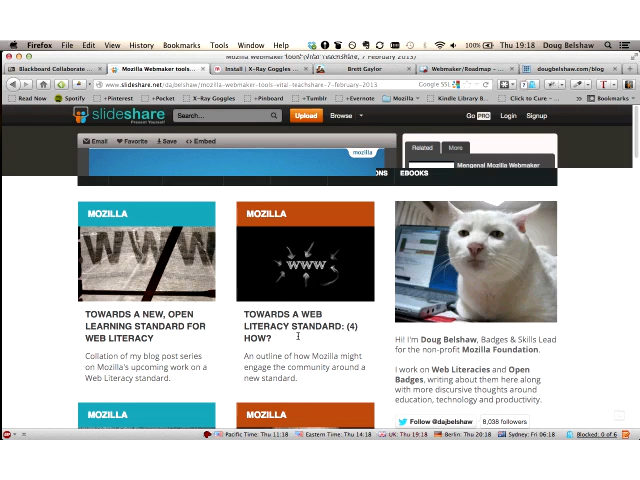 Firefox File Edit View History Bookmarks Tools Window Help 100% Thu 19:18 Doug Belshaw
Mozilla Webmaker tools (Vital Teachshare, 7 February 2013)
Blackboard Collaborate Mozilla Webmaker tools... Install | X-Ray Goggles ... Brett Gaylor Webmaker/Roadmap - ... dougbelshaw.com/blog
www.slideshare.net/dajbelshaw/mozilla-webmaker-tools-vital-teachshare-7-february-2013
Google SSL
Read Now Spotify +Pinterest +Pocket X-Ray Goggles +Pinboard +Tumblr +Evernote Mozilla Kindle Library B... Click to Cure - ... Bookmarks
slideshare Search... Upload Browse Go PRO Login Signup
Present Yourself
Email Favorite Save Embed Related More
mozilla
Mengenal Mozilla Webmaker
ONS EBOOKS
MOZILLA MOZILLA
WWW www
TOWARDS A NEW, OPEN
LEARNING STANDARD FOR
WEB LITERACY
Collation of my blog post series
on Mozilla's upcoming work on a
Web Literacy standard.
TOWARDS A WEB
LITERACY STANDARD: (4)
HOW?
An outline of how Mozilla might
engage the community around a
new standard.
Hi! I'm Doug Belshaw, Badges & Skills Lead
for the non-profit Mozilla Foundation.
I work on Web Literacies and Open
Badges, writing about them here along
with more discursive thoughts around
education, technology and productivity.
Follow @dajbelshaw 8,038 followers
MOZILLA MOZILLA
Pacific Time: Thu 11:18 Eastern Time: Thu 14:18 UK: Thu 19:18 Berlin: Thu 20:18 Sydney: Fri 06:18 Blocked: 0 of 6